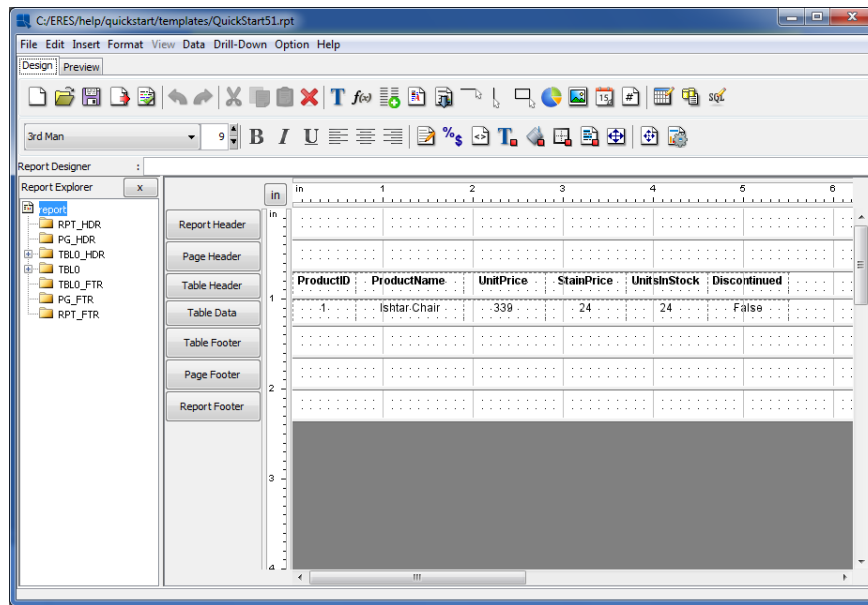 C:/ERES/help/quickstart/templates/QuickStart51.rpt
File Edit Insert Format View Data Drill-Down Option Help
Design Preview
3rd Man 9 B I U
Report Designer :
Report Explorer x
report
RPT_HDR
PG_HDR
TBL0_HDR
TBL0
TBL0_FTR
PG_FTR
RPT_FTR
in
in 1 2 3 4 5 6
in
1
2
3
4
Report Header
Page Header
Table Header
Table Data
Table Footer
Page Footer
Report Footer
ProductID ProductName UnitPrice StainPrice UnitsInStock Discontinued
1 Ishtar Chair 339 24 24 False